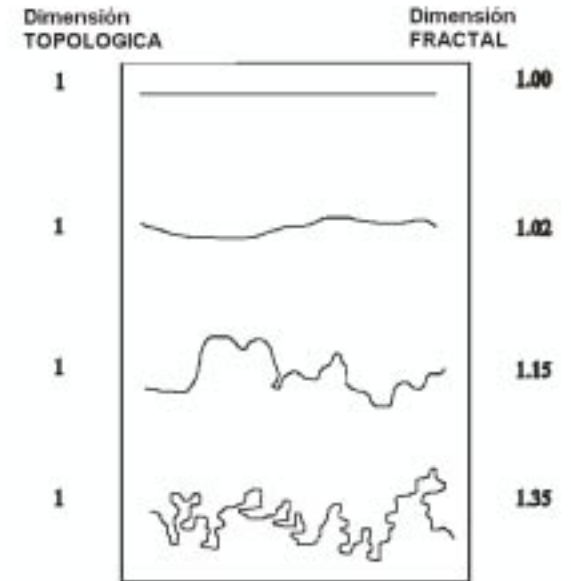 Dimensión
TOPOLOGICA
Dimensión
FRACTAL
1 1.00
1 1.02
1 1.15
1 1.35